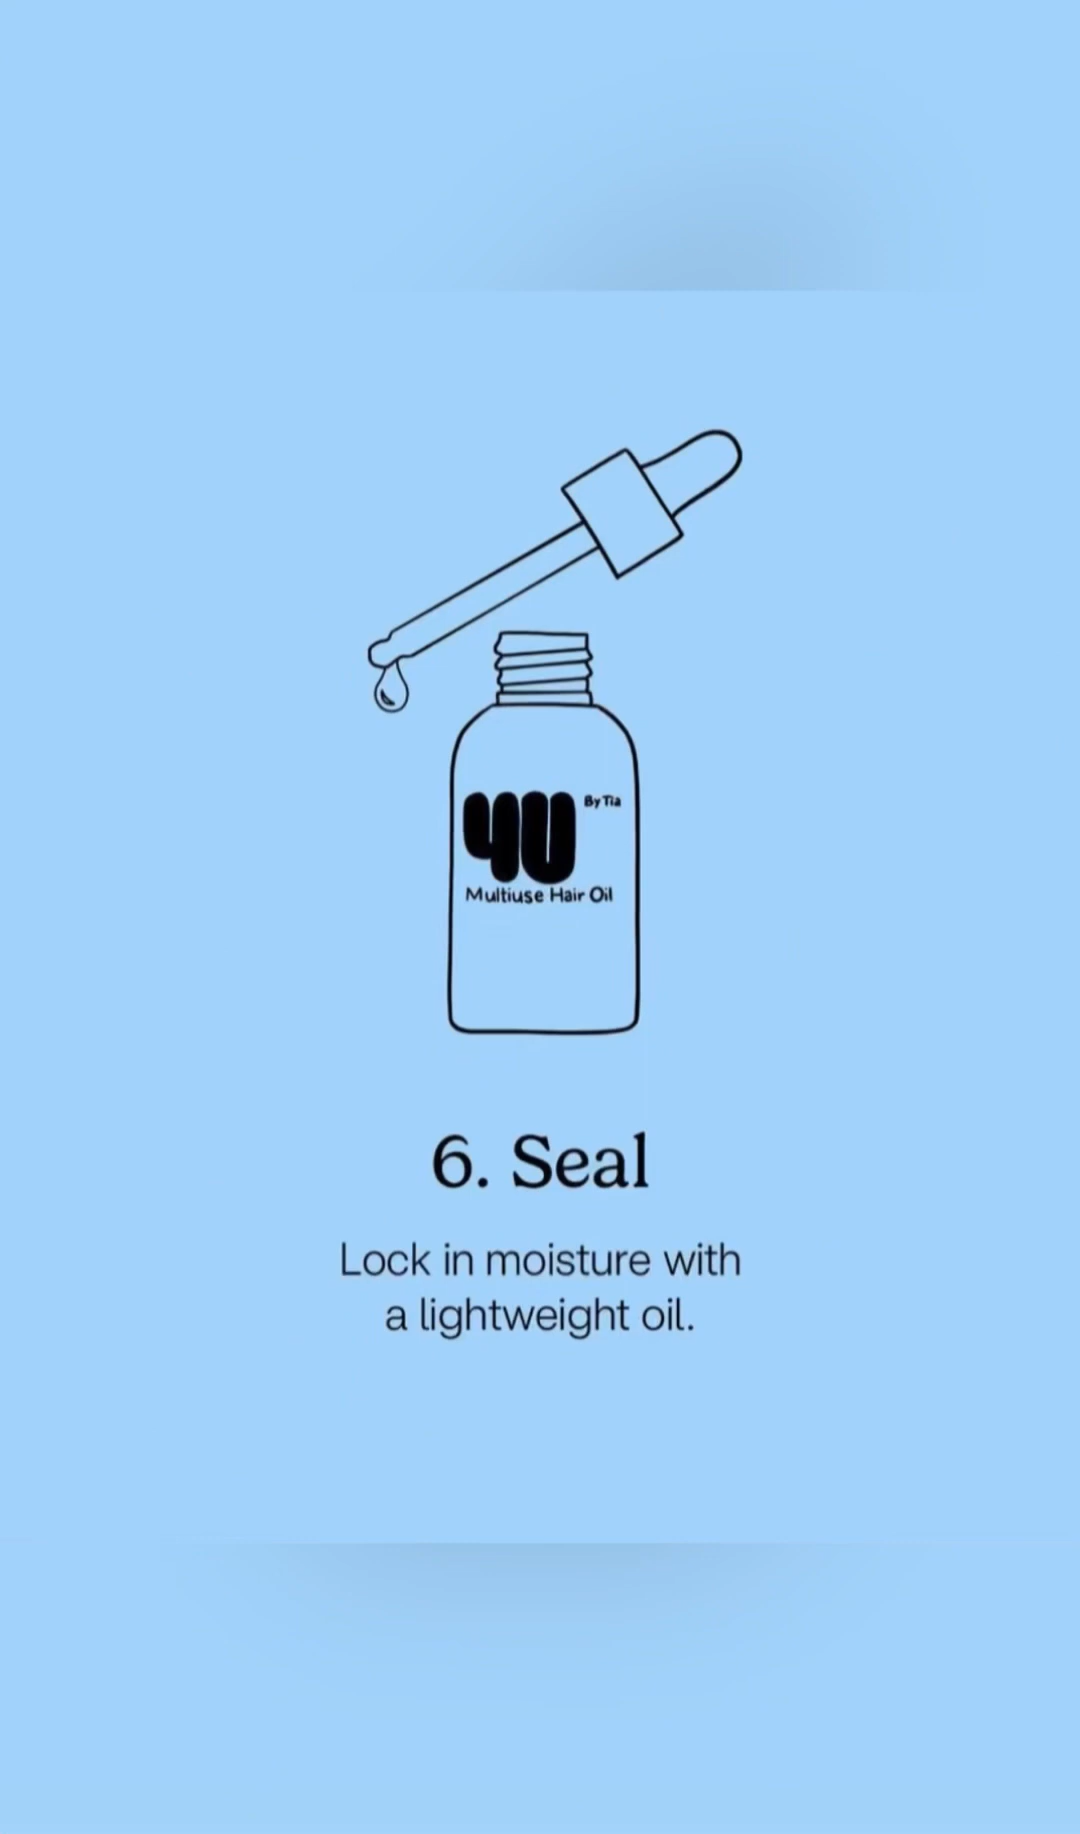 4U By Tia
Multiuse Hair Oil
6. Seal
Lock in moisture with
a lightweight oil.